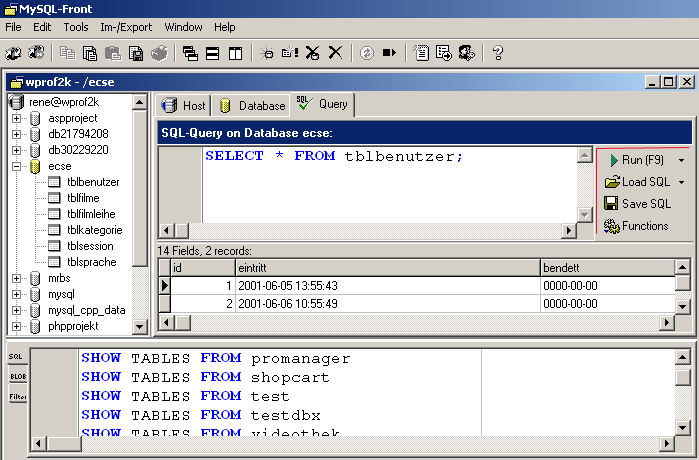 MySQL-Front
File Edit Tools Im-/Export Window Help
wprof2k - /ecse
rene@wprof2k
aspproject
db21794208
db30229220
ecse
tblbenutzer
tblfilme
tblfilmleihe
tblkategorie
tblsession
tblsprache
mrbs
mysql
mysql_cpp_data
phpprojekt
Host Database SQL Query
SQL-Query on Database ecse:
SELECT * FROM tblbenutzer;
Run (F9)
Load SQL
Save SQL
Functions
14 Fields, 2 records:
id eintritt bendett
1 2001-06-05 13:55:43 0000-00-00
2 2001-06-06 10:55:49 0000-00-00
SQL
BLOB
Filter
SHOW TABLES FROM promanager
SHOW TABLES FROM shopcart
SHOW TABLES FROM test
SHOW TABLES FROM testdbx
SHOW TABLES FROM videothek